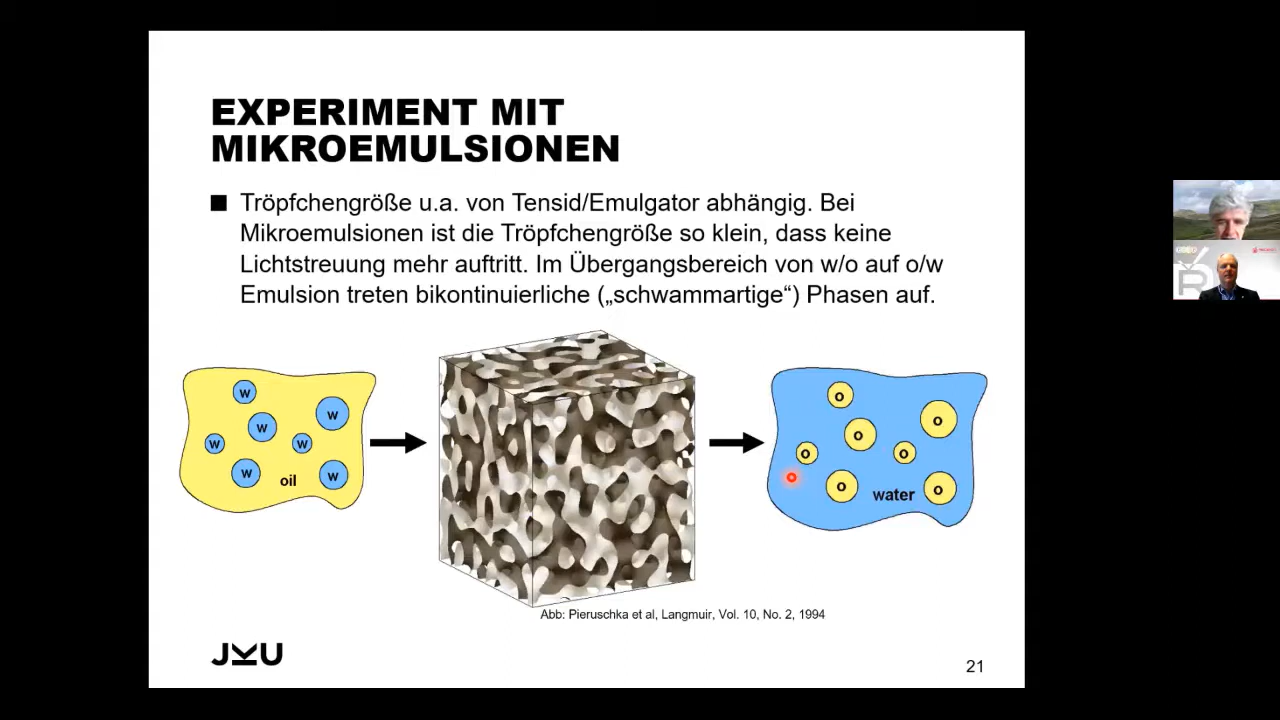 EXPERIMENT MIT
MIKROEMULSIONEN
Tröpfchengröße u.a. von Tensid/Emulgator abhängig. Bei
Mikroemulsionen ist die Tröpfchengröße so klein, dass keine
Lichtstreuung mehr auftritt. Im Übergangsbereich von w/o auf o/w
Emulsion treten bikontinuierliche („schwammartige“) Phasen auf.
w
w
w
w
w
w
w
oil
o
o
o
o
o
o
o
water
Abb: Pieruschka et al, Langmuir, Vol. 10, No. 2, 1994
JKU
21
Ř